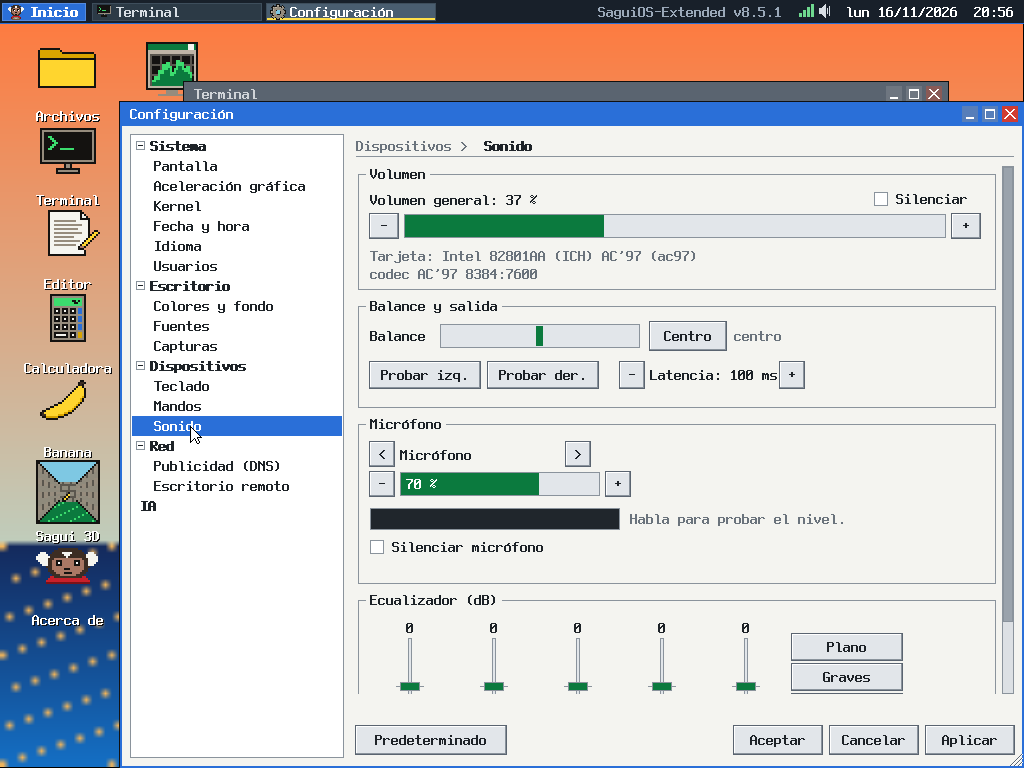 Inicio
Terminal
Configuración
SaguiOS-Extended v8.5.1
lun 16/11/2026 20:56
Archivos
Terminal
Editor
Calculadora
Banana
Sagui 3D
Acerca de
Terminal
Configuración
Sistema
Pantalla
Aceleración gráfica
Kernel
Fecha y hora
Idioma
Usuarios
Escritorio
Colores y fondo
Fuentes
Capturas
Dispositivos
Teclado
Mandos
Sonido
Red
Publicidad (DNS)
Escritorio remoto
IA
Dispositivos > Sonido
Volumen
Volumen general: 37 %
Silenciar
- +
Tarjeta: Intel 82801AA (ICH) AC'97 (ac97)
codec AC'97 8384:7600
Balance y salida
Balance Centro centro
Probar izq. Probar der. - Latencia: 100 ms +
Micrófono
< Micrófono >
- 70 % +
Habla para probar el nivel.
Silenciar micrófono
Ecualizador (dB)
0 0 0 0 0
Plano
Graves
Predeterminado Aceptar Cancelar Aplicar